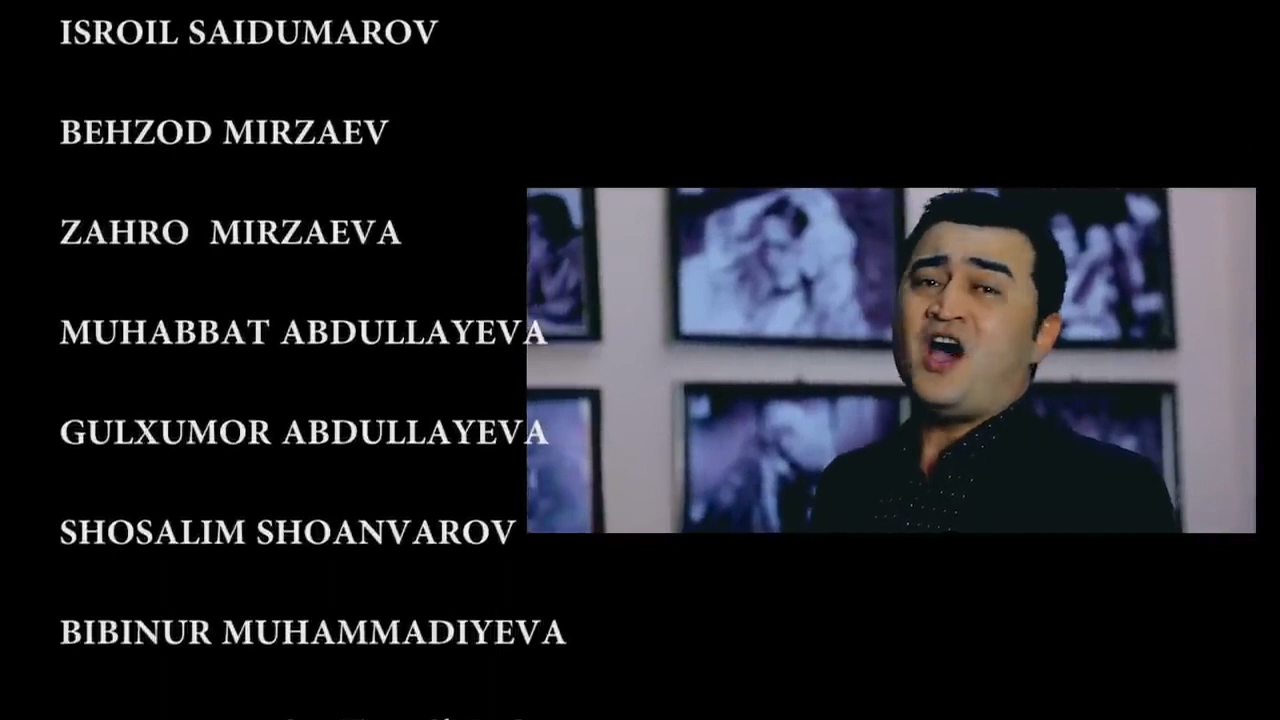 ISROIL SAIDUMAROV
BEHZOD MIRZAEV
ZAHRO MIRZAEVA
MUHABBAT ABDULLAYEVA
GULXUMOR ABDULLAYEVA
SHOSALIM SHOANVAROV
BIBINUR MUHAMMADIYEVA